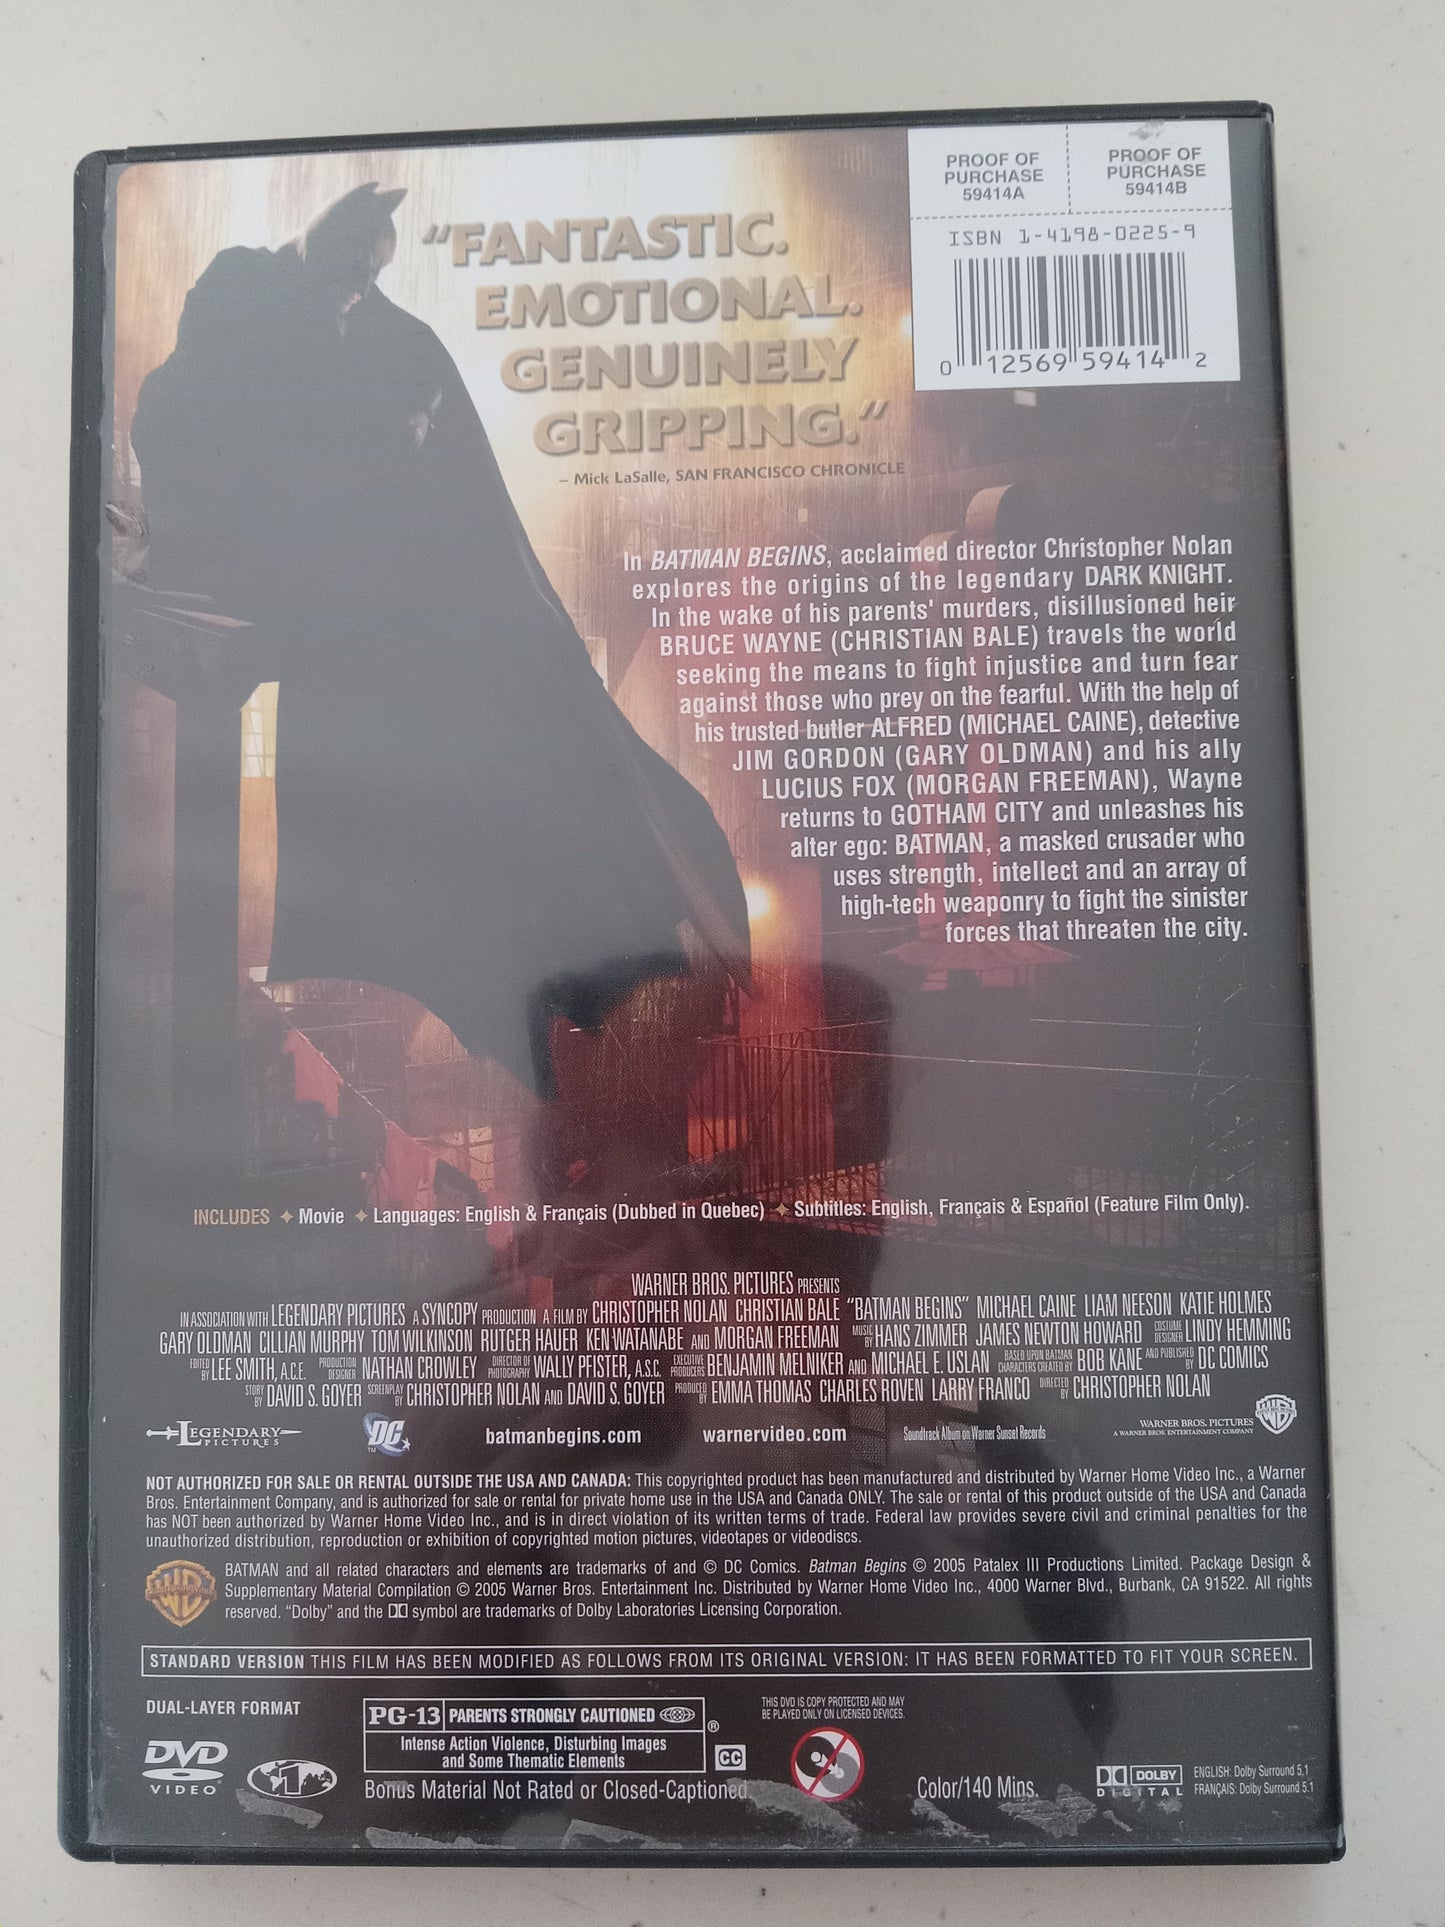 PROOF OF
PURCHASE
59414A
PROOF OF
PURCHASE
59414B
ISBN 1-4198-0225-9
0 12569 59414 2
"FANTASTIC.
EMOTIONAL.
GENUINELY
GRIPPING."
– Mick LaSalle, SAN FRANCISCO CHRONICLE
In BATMAN BEGINS, acclaimed director Christopher Nolan
explores the origins of the legendary DARK KNIGHT.
In the wake of his parents' murders, disillusioned heir
BRUCE WAYNE (CHRISTIAN BALE) travels the world
seeking the means to fight injustice and turn fear
against those who prey on the fearful. With the help of
his trusted butler ALFRED (MICHAEL CAINE), detective
JIM GORDON (GARY OLDMAN) and his ally
LUCIUS FOX (MORGAN FREEMAN), Wayne
returns to GOTHAM CITY and unleashes his
alter ego: BATMAN, a masked crusader who
uses strength, intellect and an array of
high-tech weaponry to fight the sinister
forces that threaten the city.
INCLUDES ✦ Movie ✦ Languages: English & Français (Dubbed in Quebec) ✦ Subtitles: English, Français & Español (Feature Film Only).
WARNER BROS. PICTURES PRESENTS
IN ASSOCIATION WITH LEGENDARY PICTURES A SYNCOPY PRODUCTION A FILM BY CHRISTOPHER NOLAN CHRISTIAN BALE "BATMAN BEGINS" MICHAEL CAINE LIAM NEESON KATIE HOLMES
GARY OLDMAN CILLIAN MURPHY TOM WILKINSON RUTGER HAUER KEN WATANABE AND MORGAN FREEMAN MUSIC BY HANS ZIMMER JAMES NEWTON HOWARD COSTUME DESIGNER LINDY HEMMING
EDITED BY LEE SMITH, A.C.E. PRODUCTION DESIGNER NATHAN CROWLEY DIRECTOR OF PHOTOGRAPHY WALLY PFISTER, A.S.C. EXECUTIVE PRODUCERS BENJAMIN MELNIKER AND MICHAEL E. USLAN BASED UPON BATMAN CHARACTERS CREATED BY BOB KANE AND PUBLISHED BY DC COMICS
STORY BY DAVID S. GOYER SCREENPLAY BY CHRISTOPHER NOLAN AND DAVID S. GOYER PRODUCED BY EMMA THOMAS CHARLES ROVEN LARRY FRANCO DIRECTED BY CHRISTOPHER NOLAN
LEGENDARY
PICTURES
DC
TM
batmanbegins.com
warnervideo.com
Soundtrack Album on Warner Sunset Records
WARNER BROS. PICTURES
A WARNER BROS. ENTERTAINMENT COMPANY
NOT AUTHORIZED FOR SALE OR RENTAL OUTSIDE THE USA AND CANADA: This copyrighted product has been manufactured and distributed by Warner Home Video Inc., a Warner
Bros. Entertainment Company, and is authorized for sale or rental for private home use in the USA and Canada ONLY. The sale or rental of this product outside of the USA and Canada
has NOT been authorized by Warner Home Video Inc., and is in direct violation of its written terms of trade. Federal law provides severe civil and criminal penalties for the
unauthorized distribution, reproduction or exhibition of copyrighted motion pictures, videotapes or videodiscs.
BATMAN and all related characters and elements are trademarks of and © DC Comics. Batman Begins © 2005 Patalex III Productions Limited. Package Design &
Supplementary Material Compilation © 2005 Warner Bros. Entertainment Inc. Distributed by Warner Home Video Inc., 4000 Warner Blvd., Burbank, CA 91522. All rights
reserved. "Dolby" and the symbol are trademarks of Dolby Laboratories Licensing Corporation.
STANDARD VERSION THIS FILM HAS BEEN MODIFIED AS FOLLOWS FROM ITS ORIGINAL VERSION: IT HAS BEEN FORMATTED TO FIT YOUR SCREEN.
DUAL-LAYER FORMAT
DVD
VIDEO
1
PG-13 PARENTS STRONGLY CAUTIONED
®
Intense Action Violence, Disturbing Images
and Some Thematic Elements
CC
Bonus Material Not Rated or Closed-Captioned.
THIS DVD IS COPY PROTECTED AND MAY
BE PLAYED ONLY ON LICENSED DEVICES.
Color/140 Mins.
DOLBY
DIGITAL
ENGLISH: Dolby Surround 5.1
FRANÇAIS: Dolby Surround 5.1